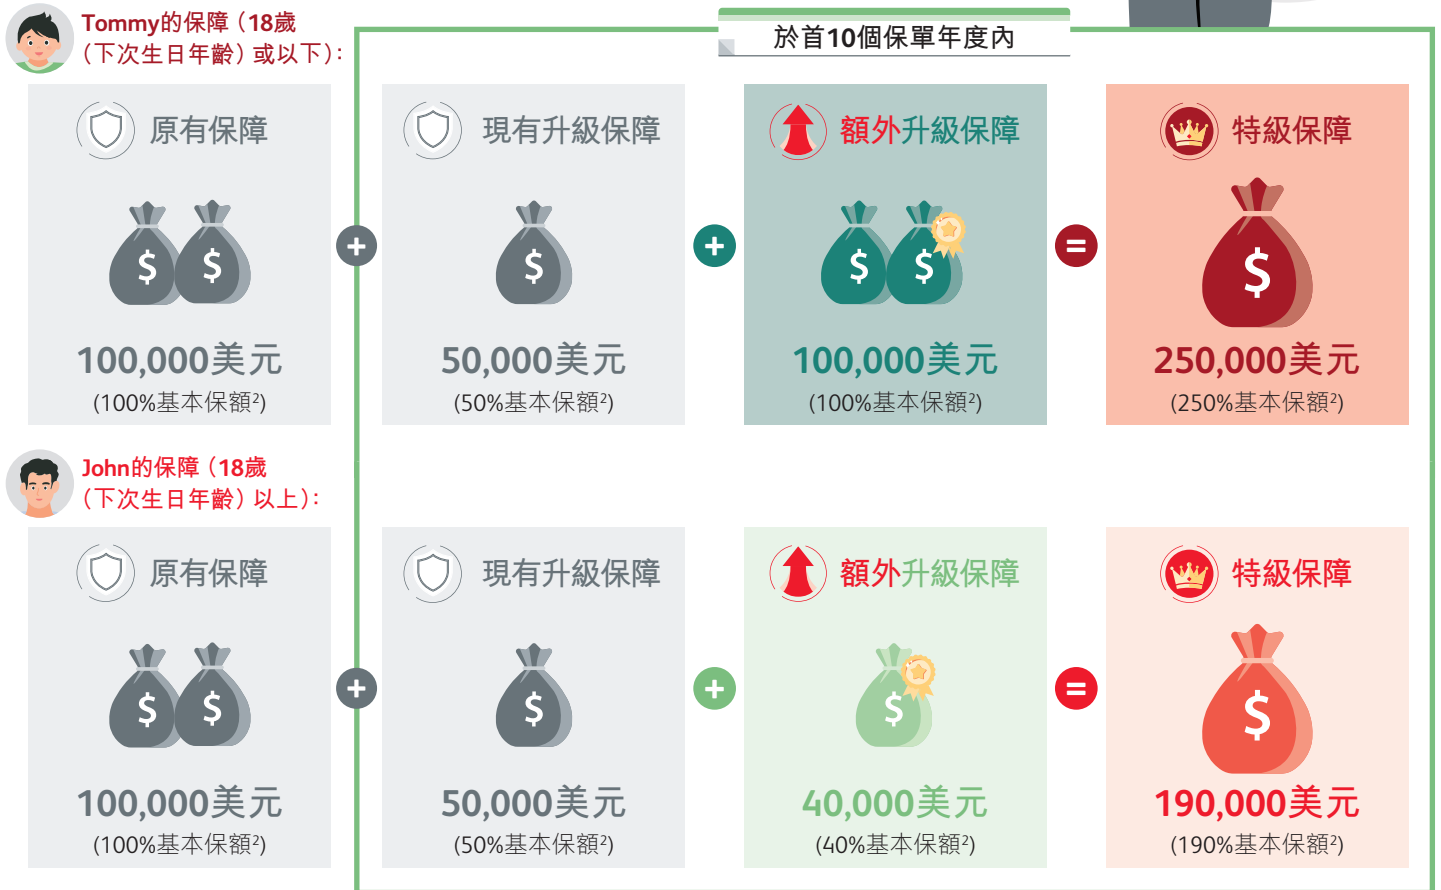 Tommy的保障（18歲
（下次生日年齡）或以下）：
於首10個保單年度內
原有保障
現有升級保障
額外升級保障
特級保障
$ $
+
$
+
$ $
=
$
100,000美元
50,000美元
100,000美元
250,000美元
(100%基本保額²)
(50%基本保額²)
(100%基本保額²)
(250%基本保額²)
John的保障（18歲
（下次生日年齡）以上）：
原有保障
現有升級保障
額外升級保障
特級保障
$ $
+
$
+
$
=
$
100,000美元
50,000美元
40,000美元
190,000美元
(100%基本保額²)
(50%基本保額²)
(40%基本保額²)
(190%基本保額²)